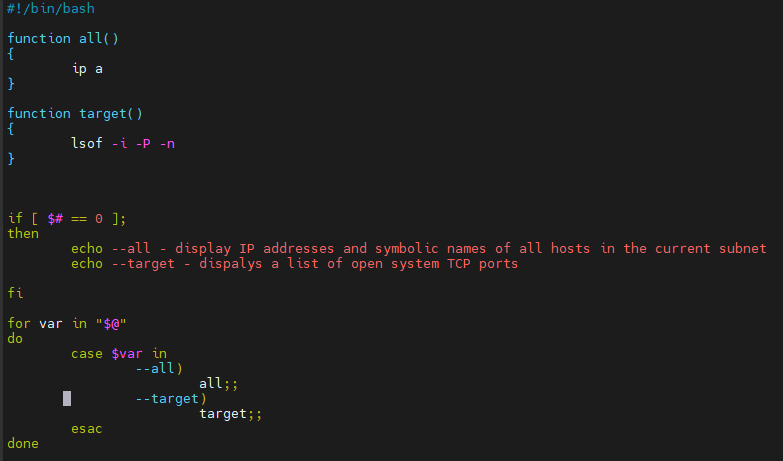 #!/bin/bash
function all()
{
ip a
}
function target()
{
lsof -i -P -n
}
if [ $# == 0 ];
then
echo --all - display IP addresses and symbolic names of all hosts in the current subnet
echo --target - dispalys a list of open system TCP ports
fi
for var in "$@"
do
case $var in
--all)
all;;
--target)
target;;
esac
done